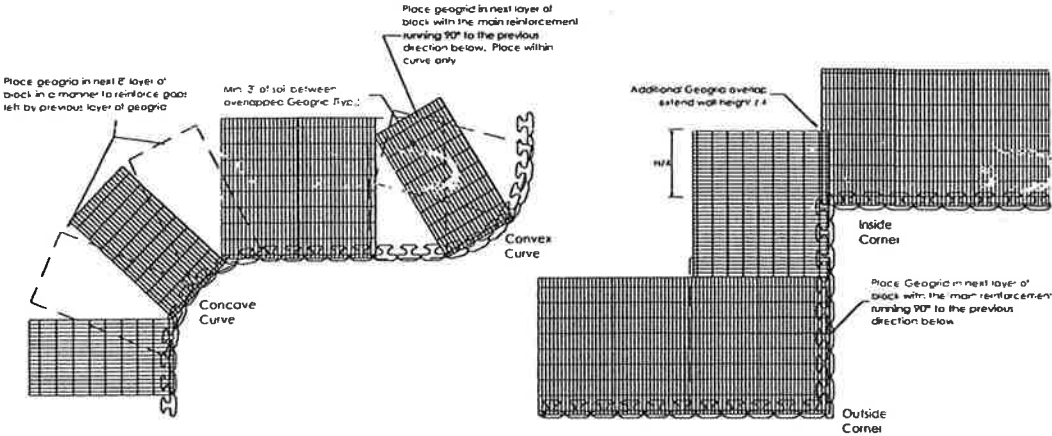 Place geogrid in next layer of
block with the main reinforcement
running 90° to the previous
direction below. Place within
curve only
Place geogrid in next 8" layer of
block in a manner to reinforce gaps
left by previous layer of geogrid
Min. 3" of soil between
overlapped Geogrid (Typ.)
Convex
Curve
Concave
Curve
Additional Geogrid overlap
extend wall height
H/4
Inside
Corner
Place Geogrid in next layer of
block with the main reinforcement
running 90° to the previous
direction below
Outside
Corner